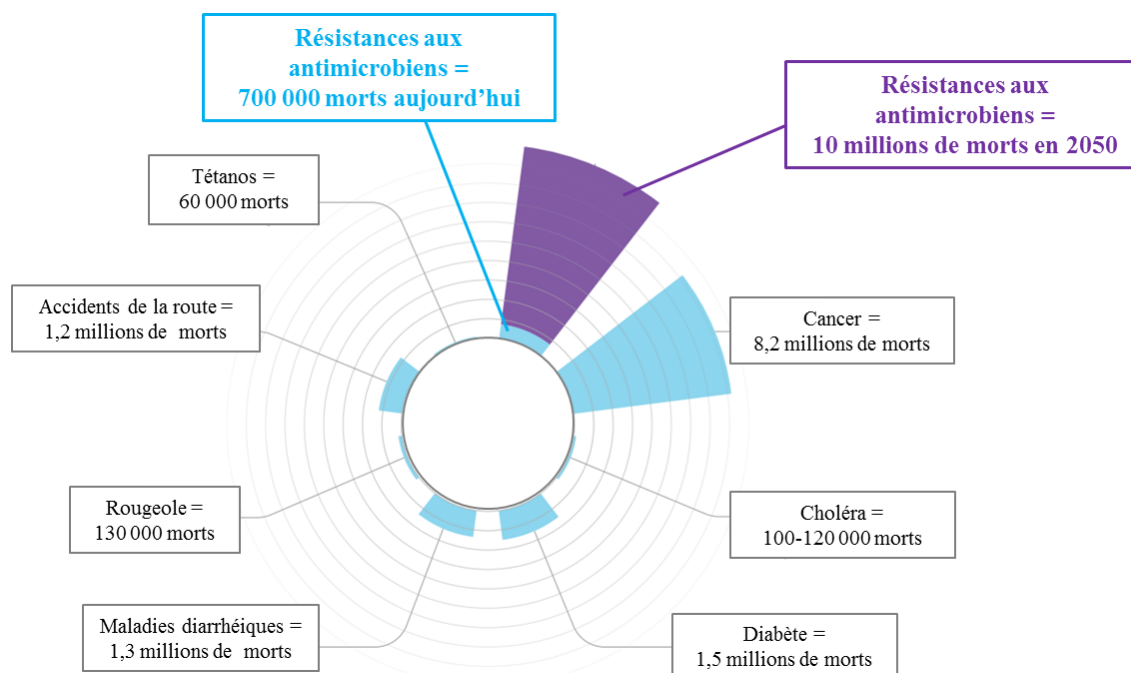 Résistances aux
antimicrobiens =
700 000 morts aujourd’hui
Résistances aux
antimicrobiens =
10 millions de morts en 2050
Tétanos =
60 000 morts
Accidents de la route =
1,2 millions de morts
Cancer =
8,2 millions de morts
Rougeole =
130 000 morts
Choléra =
100-120 000 morts
Maladies diarrhéiques =
1,3 millions de morts
Diabète =
1,5 millions de morts